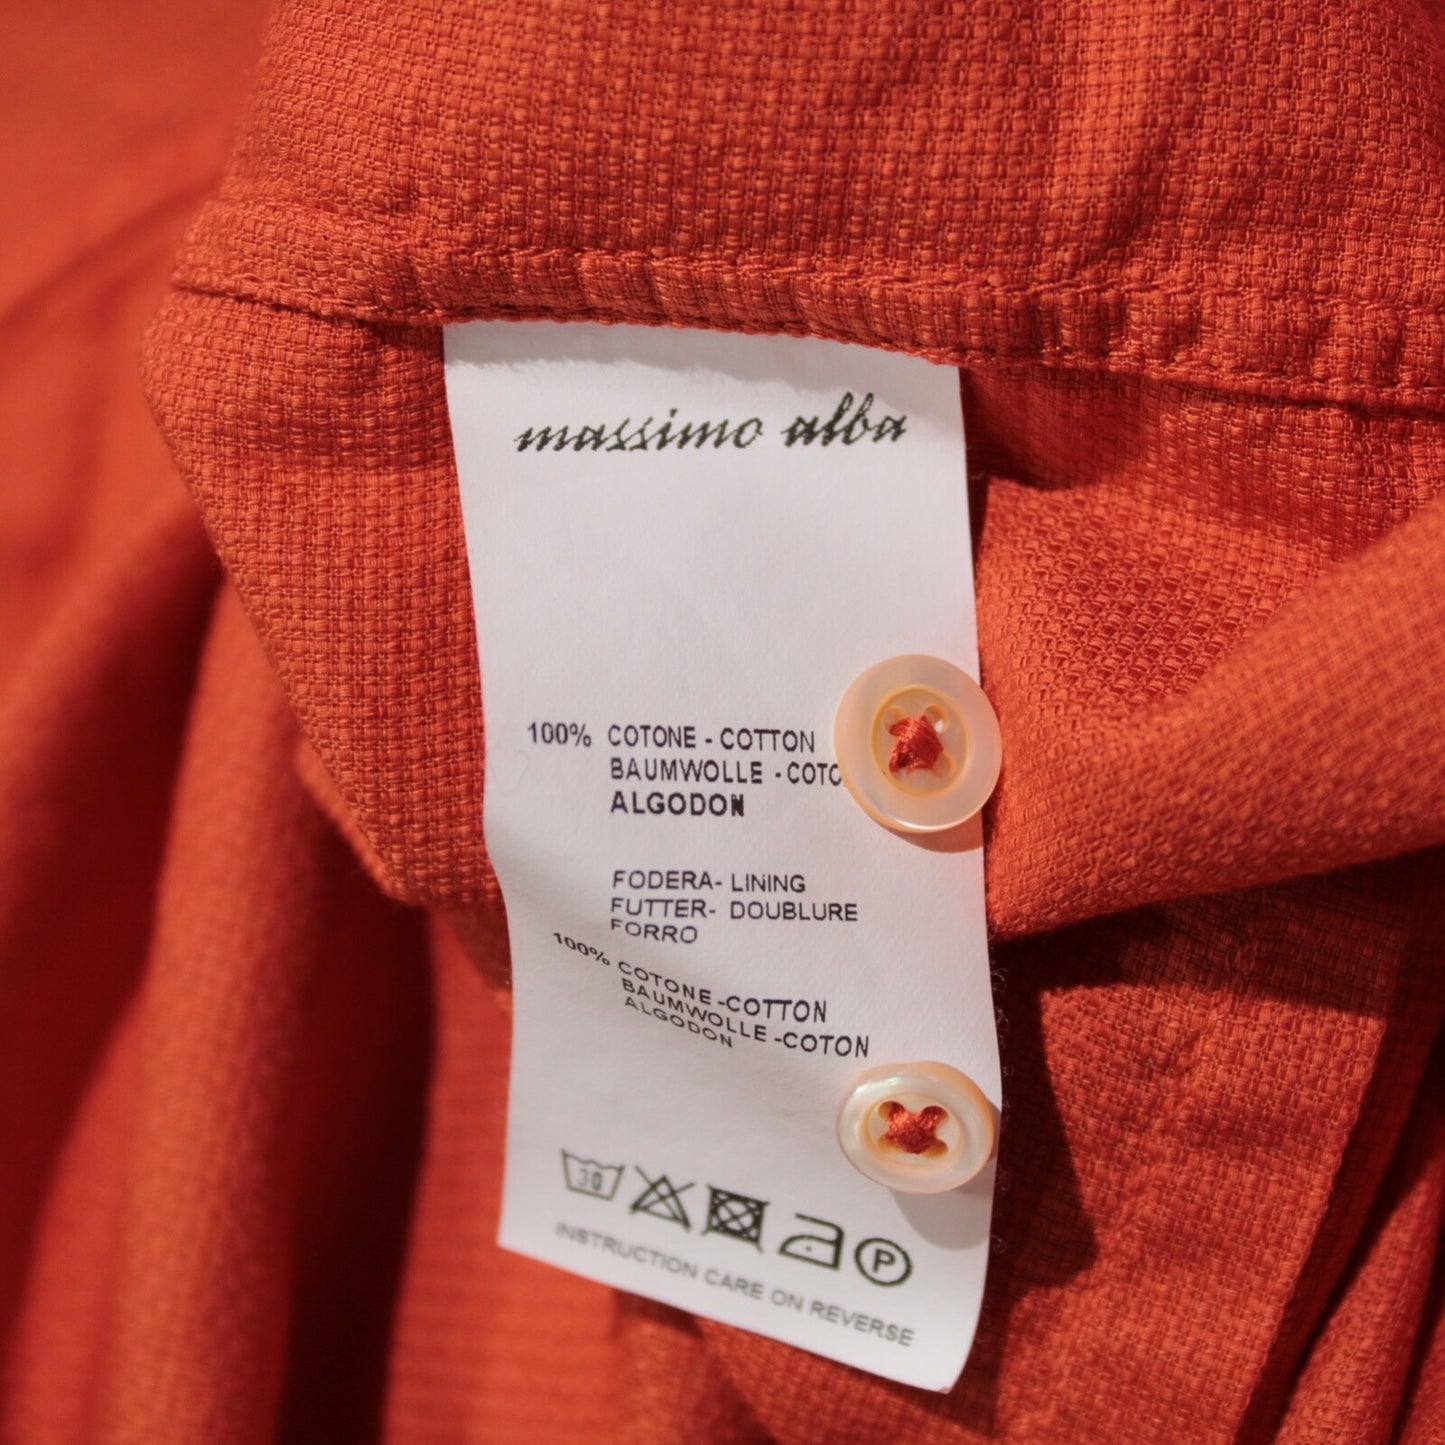 massimo alba
100% COTONE - COTTON
BAUMWOLLE -
ALGODON
FODERA- LINING
FUTTER- DOUBLURE
FORRO
100% COTONE-COTTON
BAUMWOLLE-COTON
ALGODON
30
P
INSTRUCTION CARE ON REVERSE